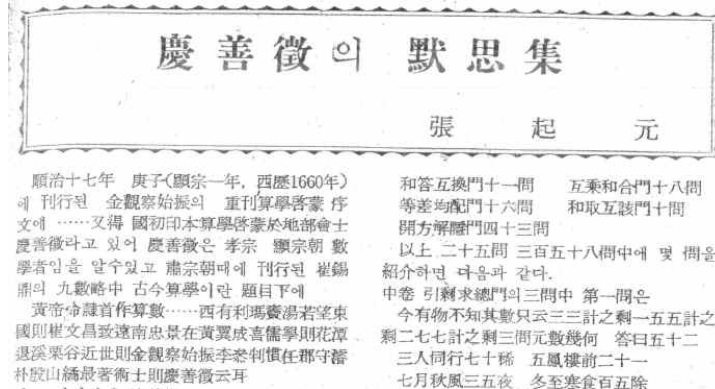 慶善徵의 默思集
張 起 元
順治十七年 庚子(顯宗一年, 西歷1660年)
에 刊行된 金觀察始振의 重刊算學啓蒙 序
文에 ……又得 國初印本算學啓蒙於地部會士
慶善徵라고 있어 慶善徵은 孝宗 顯宗朝 數
學者임을 알수있고 肅宗朝때에 刊行된 崔錫
鼎의 九數略中 古今算學이란 題目下에
黃帝命隷首作算數……西有利瑪竇湯若望東
國則崔文昌致遠南忠景在黃翼成喜儒學則花潭
退溪栗谷近世則金觀察始振李 任郡守濬
朴殷山繘最著術士則慶善徵云耳
和答互換門十一問 互乘和合門十八問
等差均配門十六問 和取互該門十問
開方解隱門四十三問
以上 二十五問 三百五十八問中에 몇 問을
紹介하면 다음과 같다.
中卷 引剩求總門의 三問中 第一問은
今有物不知其數只云三三計之剩一五五計之
剩二七七計之剩三問元數幾何 答曰五十二
三人同行七十稀 五鳳樓前二十一
七月秋風三五夜 冬至寒食百五除